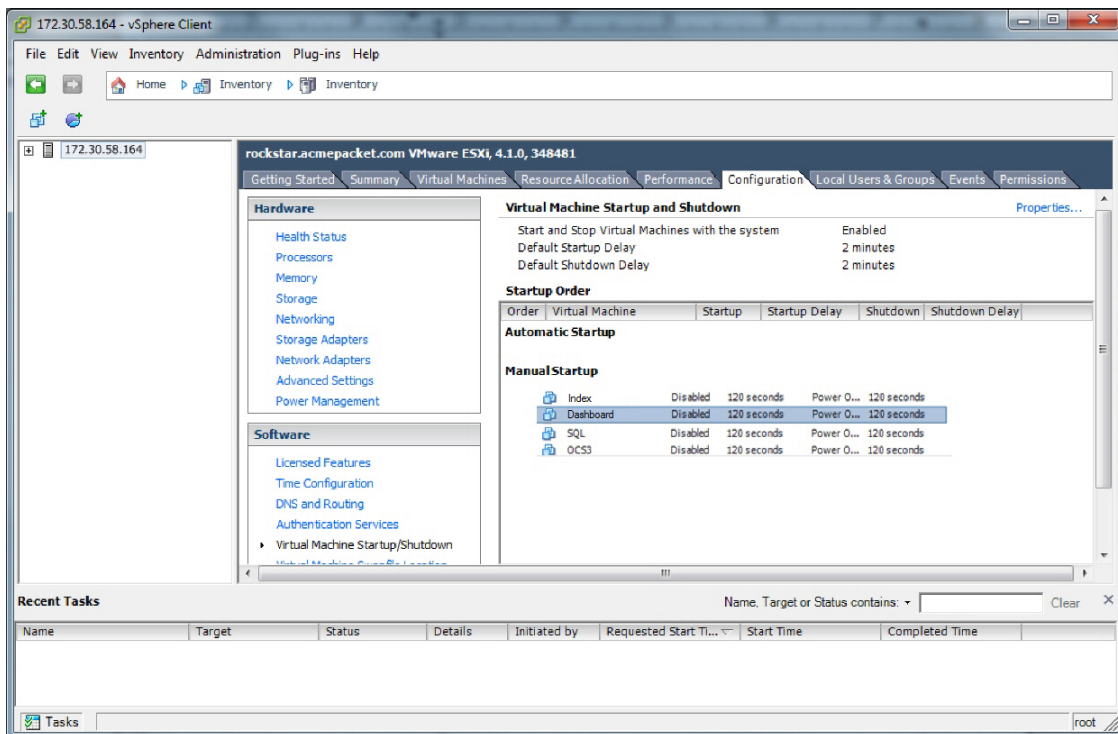 172.30.58.164 - vSphere Client
File Edit View Inventory Administration Plug-ins Help
Home Inventory Inventory
172.30.58.164
rockstar.acmepacket.com VMware ESXi, 4.1.0, 348481
Getting Started Summary Virtual Machines Resource Allocation Performance Configuration Local Users & Groups Events Permissions
Hardware
Health Status
Processors
Memory
Storage
Networking
Storage Adapters
Network Adapters
Advanced Settings
Power Management
Software
Licensed Features
Time Configuration
DNS and Routing
Authentication Services
Virtual Machine Startup/Shutdown
Virtual Machine Swapfile Location
Virtual Machine Startup and Shutdown Properties...
Start and Stop Virtual Machines with the system Enabled
Default Startup Delay 2 minutes
Default Shutdown Delay 2 minutes
Startup Order
Order Virtual Machine Startup Startup Delay Shutdown Shutdown Delay
Automatic Startup
Manual Startup
Index Disabled 120 seconds Power O... 120 seconds
Dashboard Disabled 120 seconds Power O... 120 seconds
SQL Disabled 120 seconds Power O... 120 seconds
OCS3 Disabled 120 seconds Power O... 120 seconds
Recent Tasks Name, Target or Status contains: Clear
Name Target Status Details Initiated by Requested Start Ti... Start Time Completed Time
Tasks root